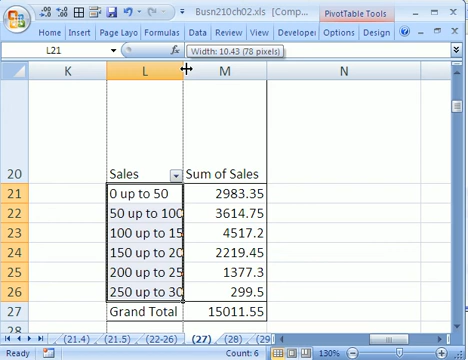 Busn210ch02.xls [Comp... PivotTable Tools
Home Insert Page Layo Formulas Data Review View Developer Options Design
L21 fx Width: 10.43 (78 pixels)
K L M N
20 Sales Sum of Sales
21 0 up to 50 2983.35
22 50 up to 100 3614.75
23 100 up to 15 4517.2
24 150 up to 20 2219.45
25 200 up to 25 1377.3
26 250 up to 30 299.5
27 Grand Total 15011.55
28
(21.4) (21.5) (22-26) (27) (28) (29
Ready Count: 6 130%